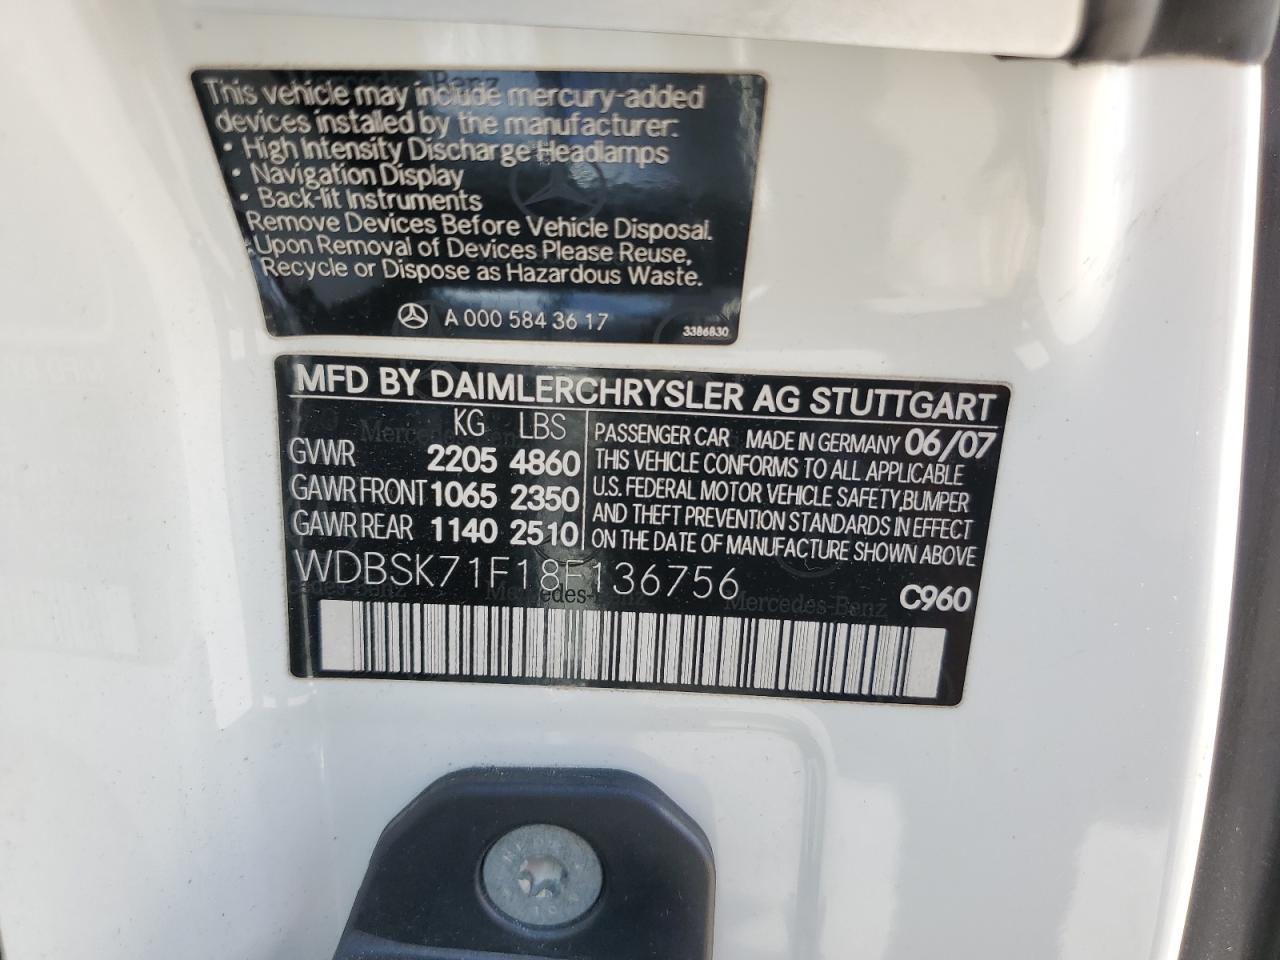 This vehicle may include mercury-added
devices installed by the manufacturer:
• High Intensity Discharge Headlamps
• Navigation Display
• Back-lit Instruments
Remove Devices Before Vehicle Disposal.
Upon Removal of Devices Please Reuse,
Recycle or Dispose as Hazardous Waste.
A 000 584 36 17
3386830
MFD BY DAIMLERCHRYSLER AG STUTTGART
KG LBS
GVWR 2205 4860
GAWR FRONT 1065 2350
GAWR REAR 1140 2510
PASSENGER CAR MADE IN GERMANY 06/07
THIS VEHICLE CONFORMS TO ALL APPLICABLE
U.S. FEDERAL MOTOR VEHICLE SAFETY, BUMPER
AND THEFT PREVENTION STANDARDS IN EFFECT
ON THE DATE OF MANUFACTURE SHOWN ABOVE
WDBSK71F18F136756
C960
Mercedes-Benz